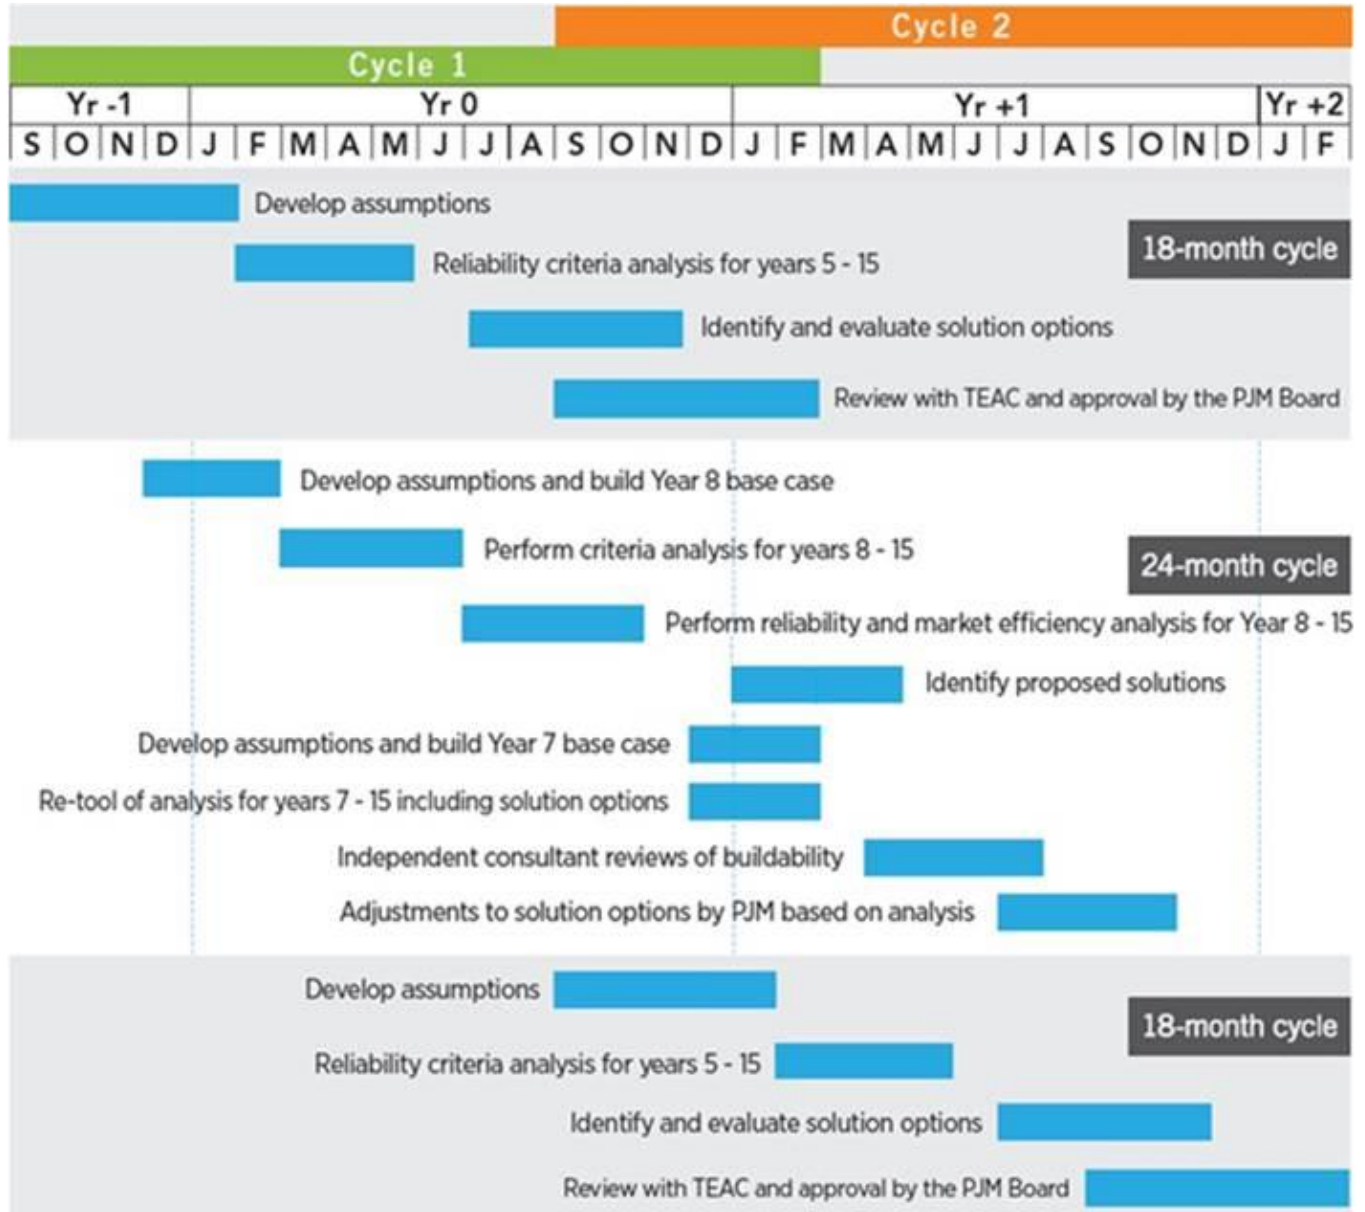 Cycle 2
Cycle 1
Yr -1 Yr 0 Yr +1 Yr +2
S O N D J F M A M J J A S O N D J F M A M J J A S O N D J F
Develop assumptions
18-month cycle
Reliability criteria analysis for years 5 - 15
Identify and evaluate solution options
Review with TEAC and approval by the PJM Board
Develop assumptions and build Year 8 base case
Perform criteria analysis for years 8 - 15
24-month cycle
Perform reliability and market efficiency analysis for Year 8 - 15
Identify proposed solutions
Develop assumptions and build Year 7 base case
Re-tool of analysis for years 7 - 15 including solution options
Independent consultant reviews of buildability
Adjustments to solution options by PJM based on analysis
Develop assumptions
18-month cycle
Reliability criteria analysis for years 5 - 15
Identify and evaluate solution options
Review with TEAC and approval by the PJM Board